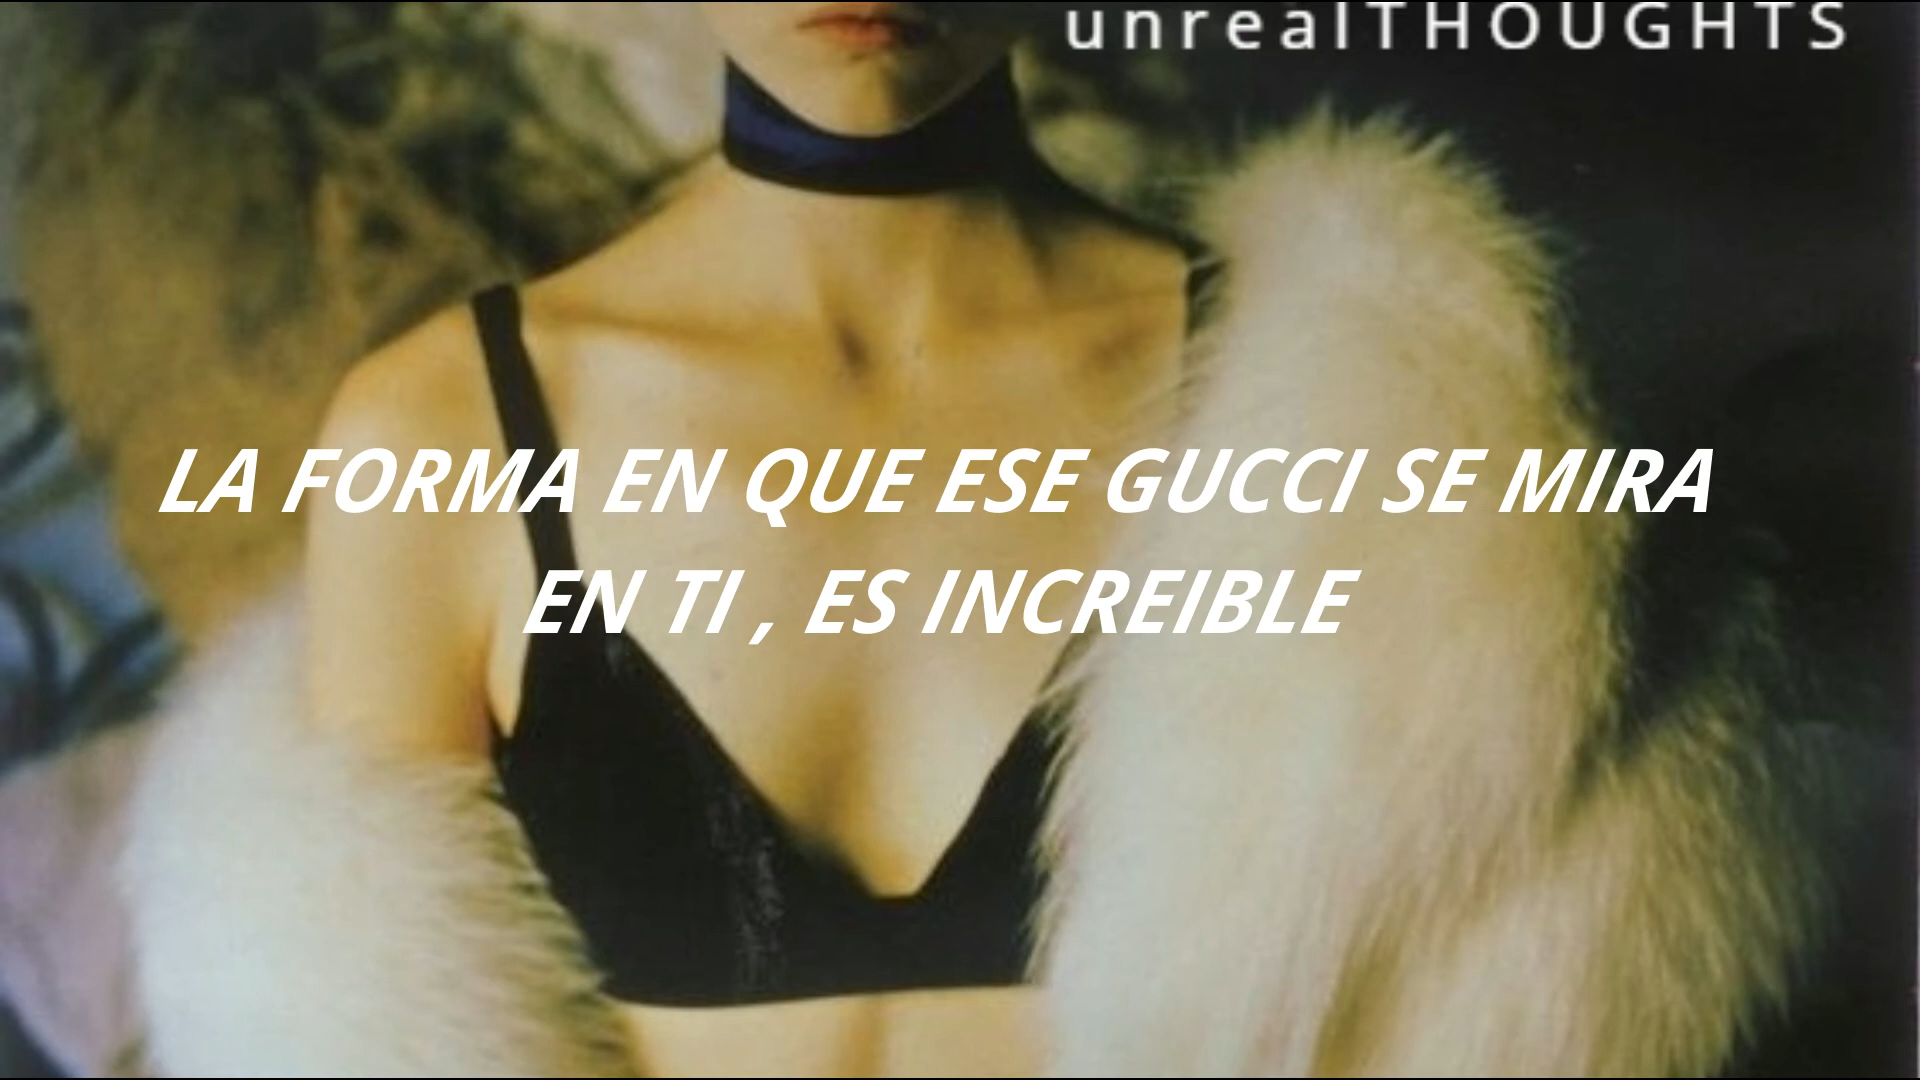 unrealTHOUGHTS
LA FORMA EN QUE ESE GUCCI SE MIRA
EN TI , ES INCREIBLE